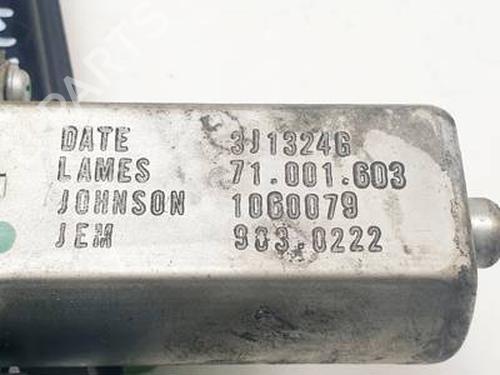 DATE 3J1324G
LAMES 71.001.603
JOHNSON 1060079
JEM 903.0222